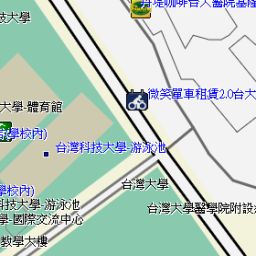 技大學
微笑單車租賃2.0台大
大學-體育館
學校內)
台灣科技大學-游泳池
台灣大學
學校內)
大學-游泳池
台灣大學醫學院附設
學-國際交流中心
教學大樓